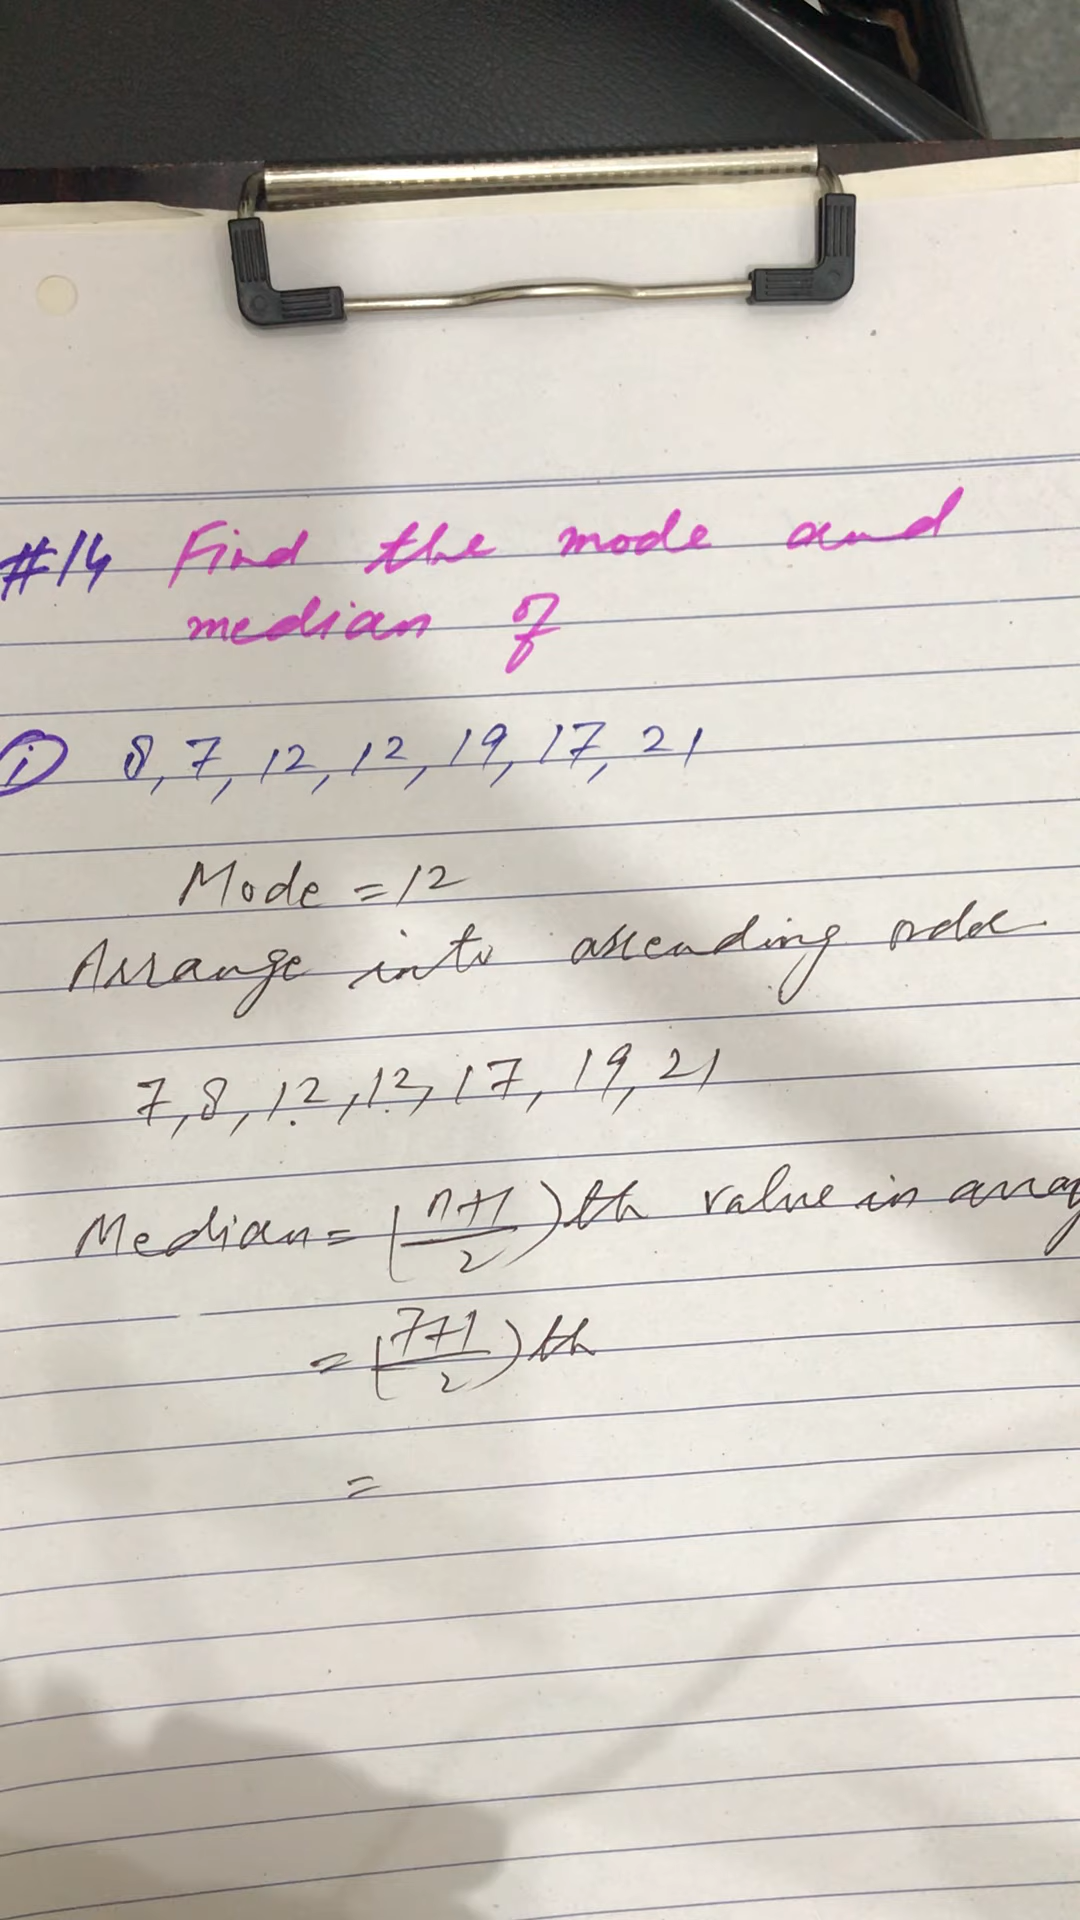 #14 Find the mode and
median of
i) 8, 7, 12, 12, 19, 17, 21
Mode = 12
Arrange into ascending order
7, 8, 12, 12, 17, 19, 21
Median = (n+1/2)th value in array
= (7+1/2)th
=